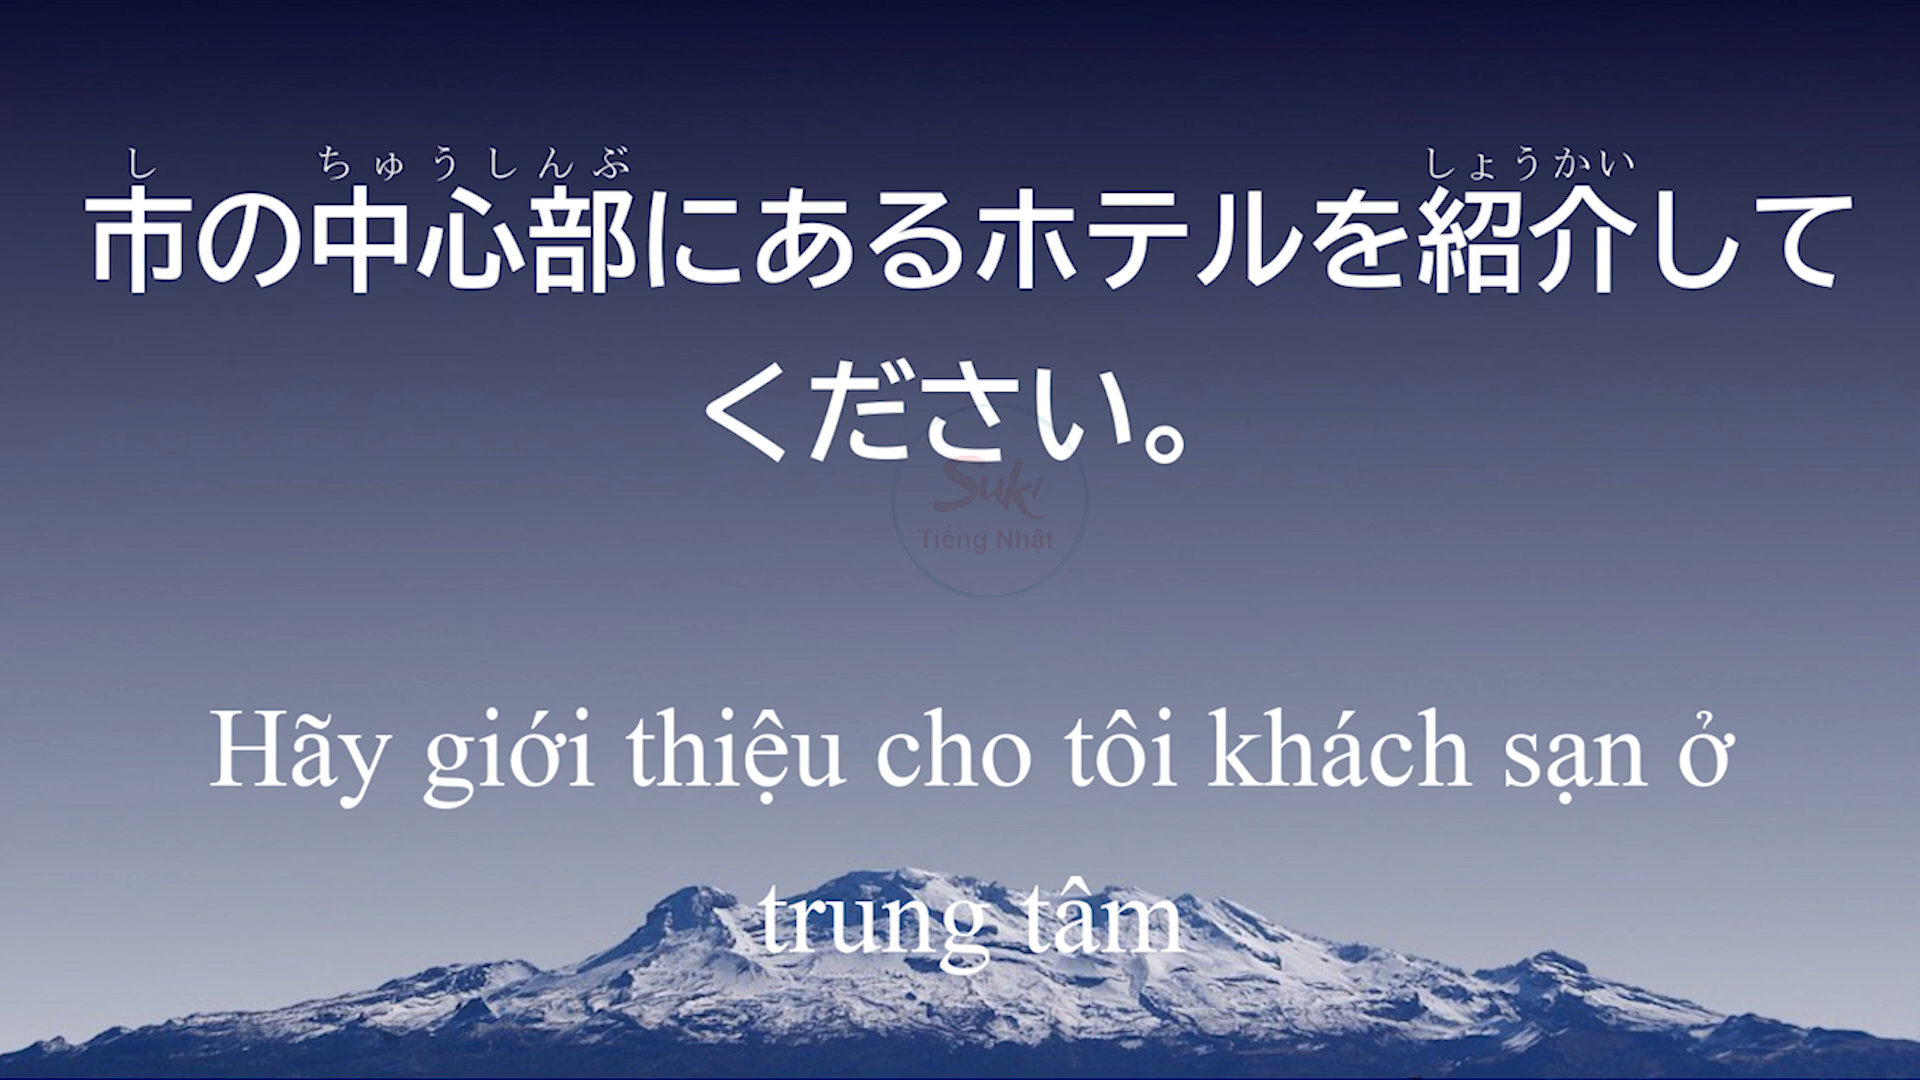 し ちゅうしんぶ しょうかい
市の中心部にあるホテルを紹介して
ください。
Suki
Tiếng Nhật
Hãy giới thiệu cho tôi khách sạn ở
trung tâm